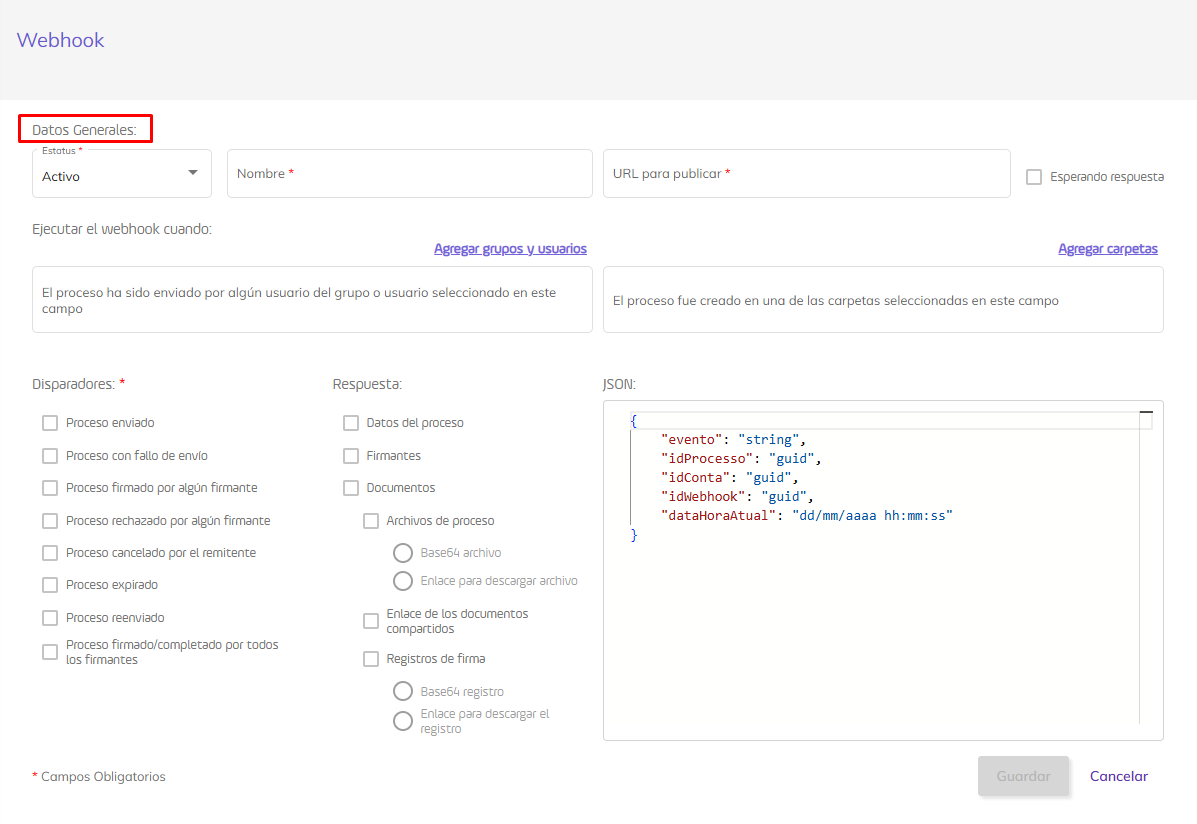 Webhook
Datos Generales:
Estatus *
Activo
Nombre *
URL para publicar *
Esperando respuesta
Ejecutar el webhook cuando:
Agregar grupos y usuarios
Agregar carpetas
El proceso ha sido enviado por algún usuario del grupo o usuario seleccionado en este
campo
El proceso fue creado en una de las carpetas seleccionadas en este campo
Disparadores: *
Proceso enviado
Proceso con fallo de envío
Proceso firmado por algún firmante
Proceso rechazado por algún firmante
Proceso cancelado por el remitente
Proceso expirado
Proceso reenviado
Proceso firmado/completado por todos
los firmantes
Respuesta:
Datos del proceso
Firmantes
Documentos
Archivos de proceso
Base64 archivo
Enlace para descargar archivo
Enlace de los documentos
compartidos
Registros de firma
Base64 registro
Enlace para descargar el
registro
JSON:
{
"evento": "string",
"idProcesso": "guid",
"idConta": "guid",
"idWebhook": "guid",
"dataHoraAtual": "dd/mm/aaaa hh:mm:ss"
}
* Campos Obligatorios
Guardar
Cancelar